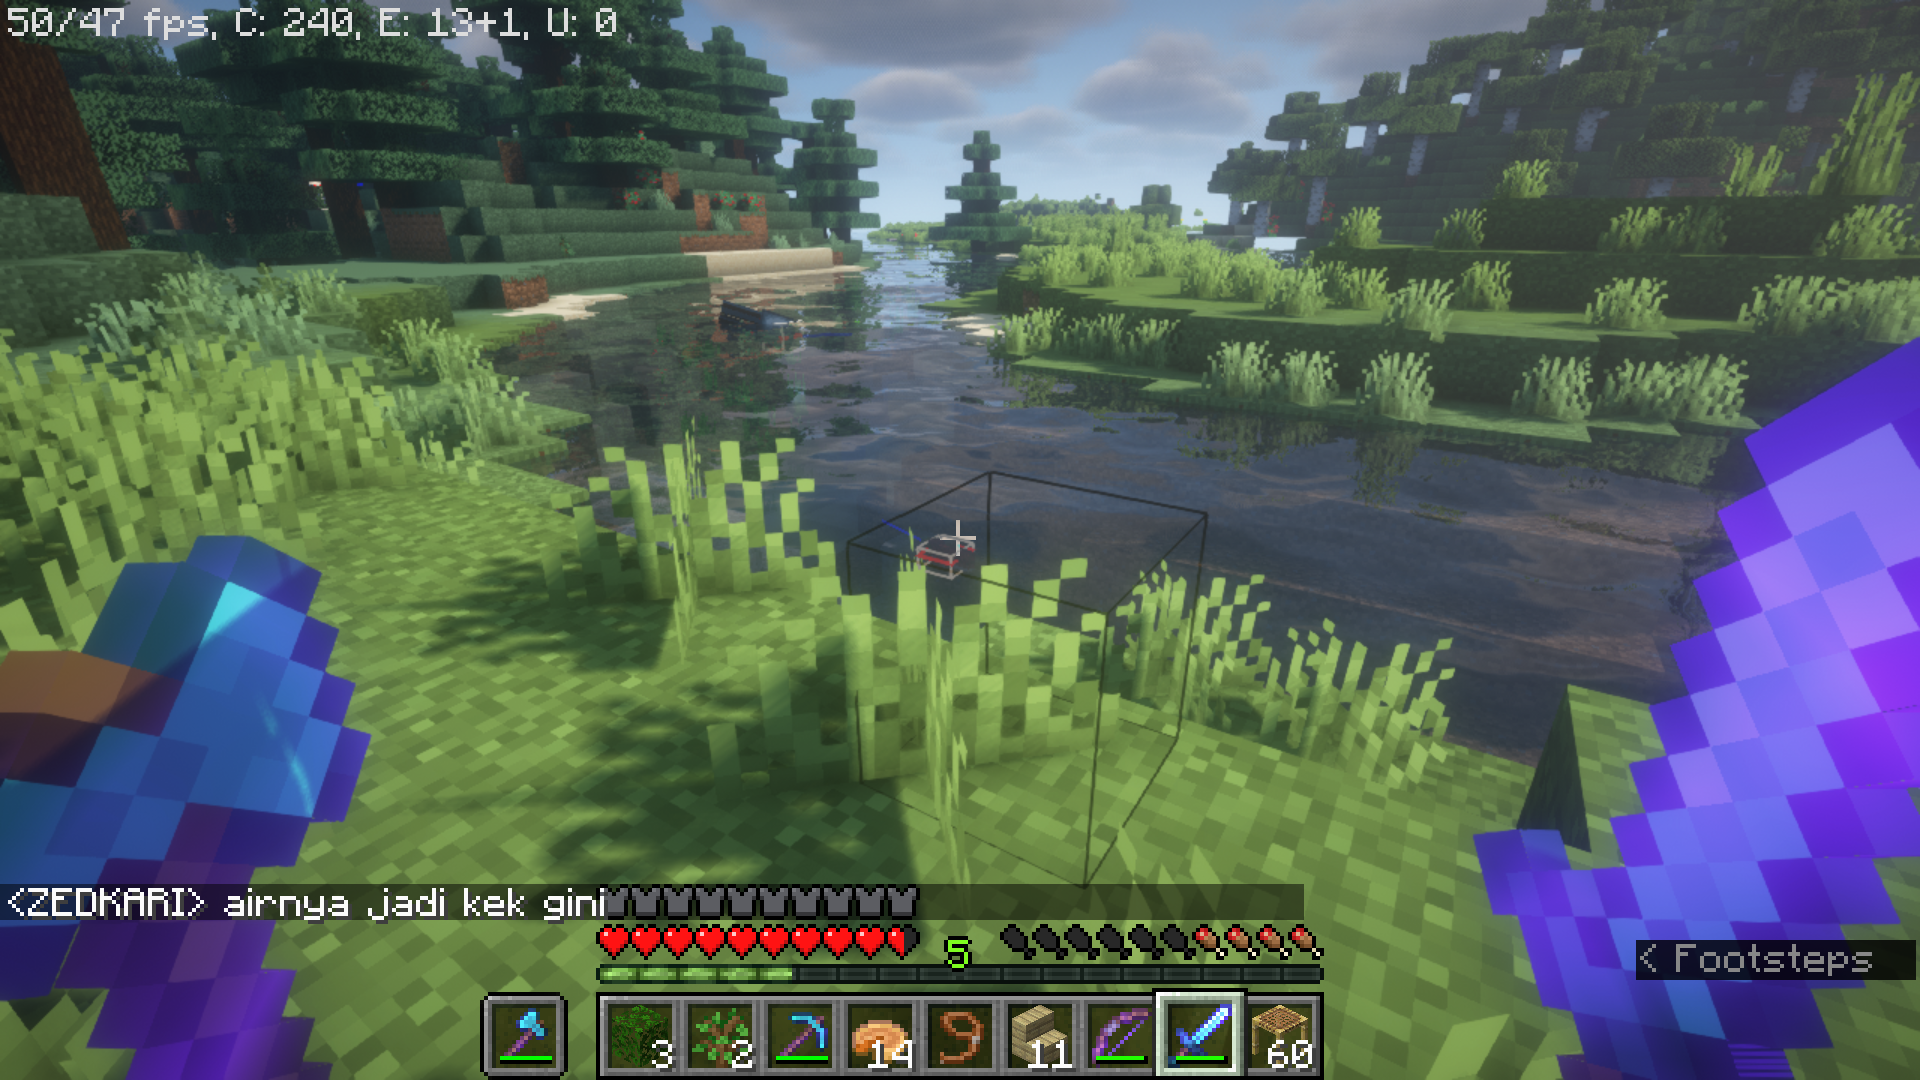 50/47 fps, C: 240, E: 13+1, U: 0
<ZEDKARI> airnya jadi kek gini
5
< Footsteps
3 2 14 11 60